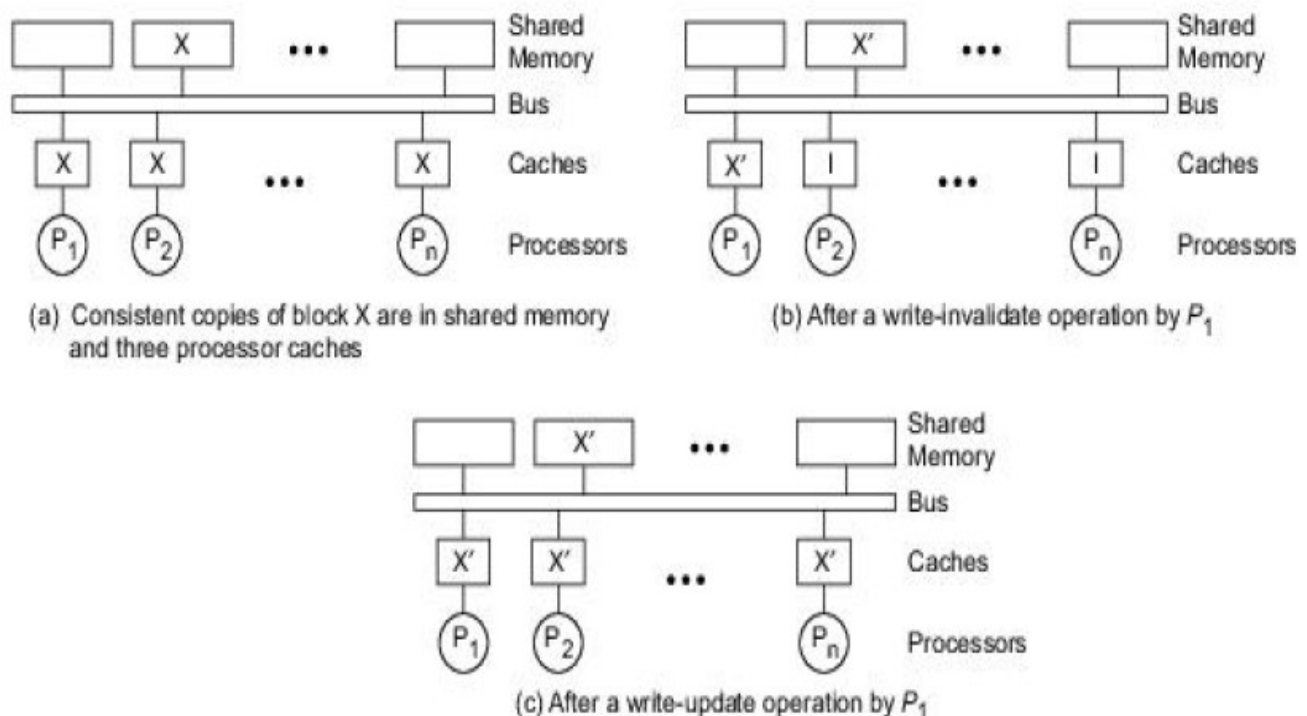 X ••• Shared Memory
Bus
X X ••• X Caches
P1 P2 Pn Processors
(a) Consistent copies of block X are in shared memory
and three processor caches
X' ••• Shared Memory
Bus
X' I ••• I Caches
P1 P2 Pn Processors
(b) After a write-invalidate operation by P1
X' ••• Shared Memory
Bus
X' X' ••• X' Caches
P1 P2 Pn Processors
(c) After a write-update operation by P1